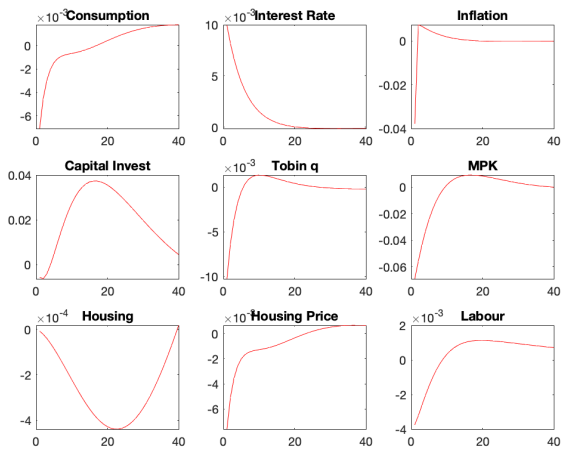 Consumption
×10⁻³
0
-2
-4
-6
0 20 40
Interest Rate
×10⁻³
10
5
0
0 20 40
Inflation
0
-0.02
-0.04
0 20 40
Capital Invest
0.04
0.02
0
0 20 40
Tobin q
×10⁻³
0
-5
-10
0 20 40
MPK
0
-0.02
-0.04
-0.06
0 20 40
Housing
×10⁻⁴
0
-2
-4
0 20 40
Housing Price
0
-2
-4
-6
0 20 40
Labour
×10⁻³
2
0
-2
-4
0 20 40